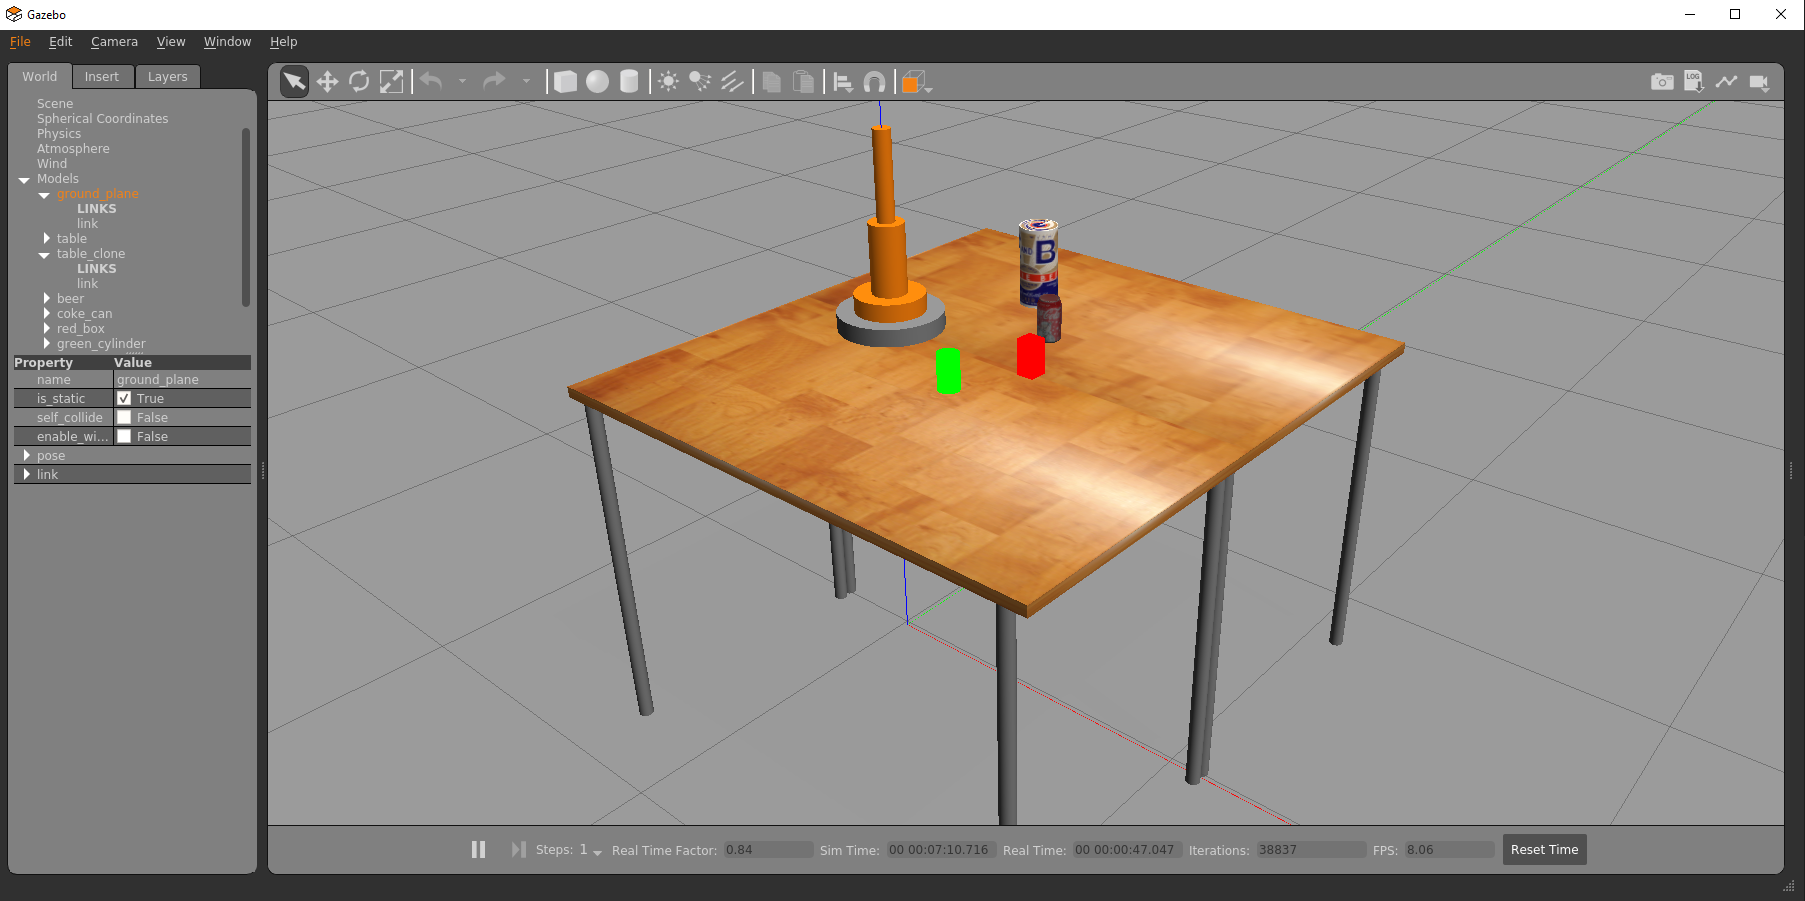 Gazebo
File Edit Camera View Window Help
World Insert Layers
LOG
Scene
Spherical Coordinates
Physics
Atmosphere
Wind
Models
ground_plane
LINKS
link
table
table_clone
LINKS
link
beer
coke_can
red_box
green_cylinder
Property Value
name ground_plane
is_static True
self_collide False
enable_wi... False
pose
link
B
Steps: 1 Real Time Factor: 0.84 Sim Time: 00 00:07:10.716 Real Time: 00 00:00:47.047 Iterations: 38837 FPS: 8.06 Reset Time